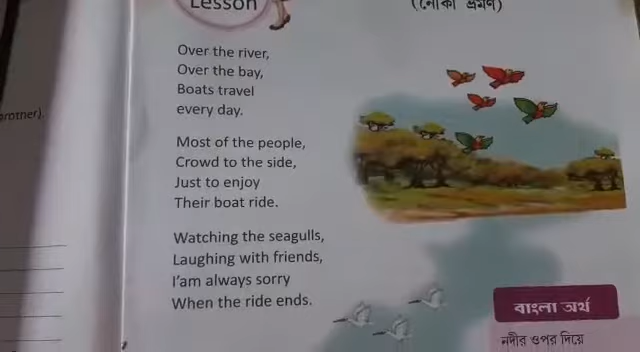 Lesson
(নৌকা ভ্রমণ)
Over the river,
Over the bay,
Boats travel
every day.
Most of the people,
Crowd to the side,
Just to enjoy
Their boat ride.
Watching the seagulls,
Laughing with friends,
I'am always sorry
When the ride ends.
brother).
বাংলা অর্থ
নদীর ওপর দিয়ে